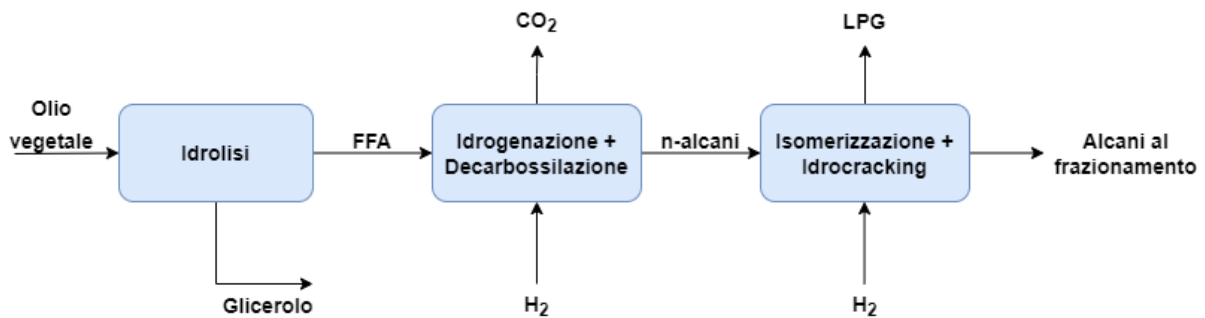 CO₂
LPG
Olio
vegetale
Idrolisi
FFA
Idrogenazione +
Decarbossilazione
n-alcani
Isomerizzazione +
Idrocracking
Alcani al
frazionamento
Glicerolo
H₂
H₂